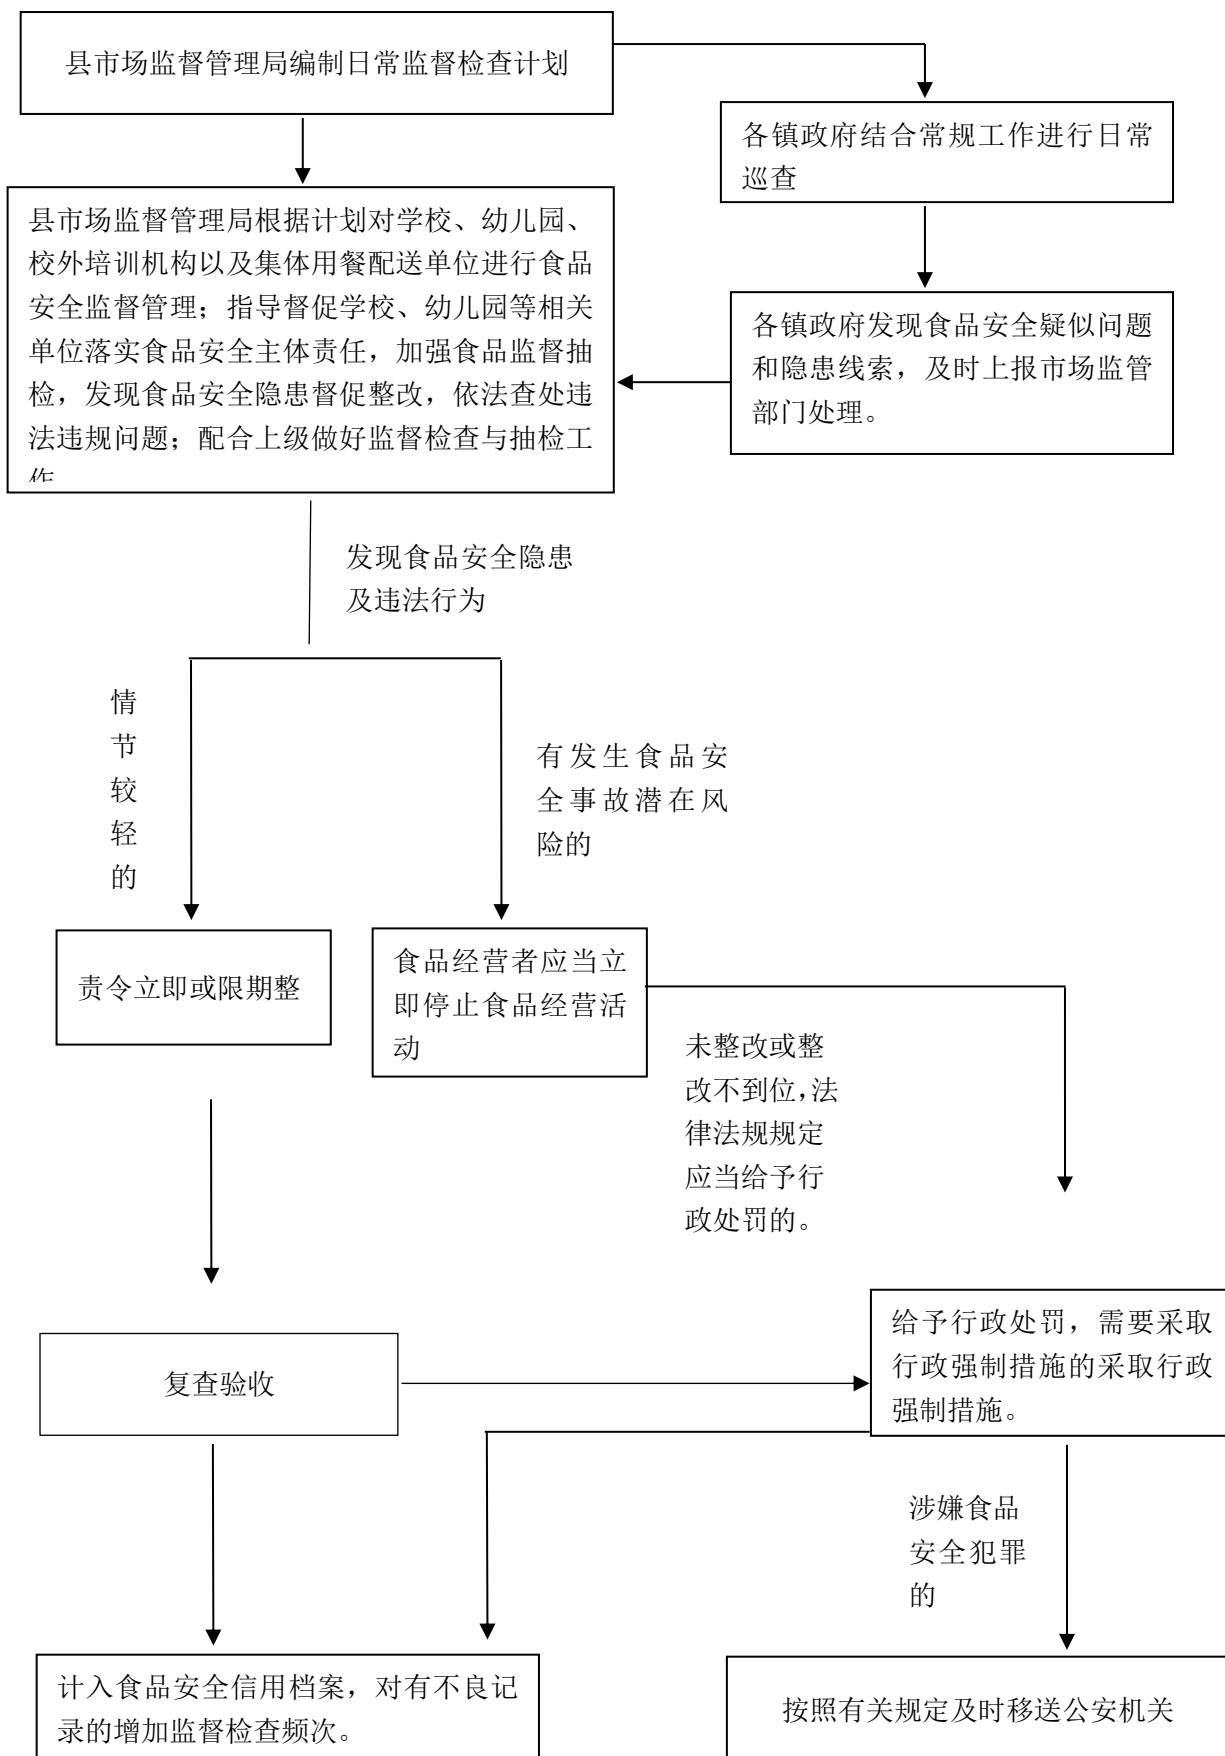 县市场监督管理局编制日常监督检查计划
各镇政府结合常规工作进行日常
巡查
县市场监督管理局根据计划对学校、幼儿园、
校外培训机构以及集体用餐配送单位进行食品
安全监督管理；指导督促学校、幼儿园等相关
单位落实食品安全主体责任，加强食品监督抽
检，发现食品安全隐患督促整改，依法查处违
法违规问题；配合上级做好监督检查与抽检工
作
各镇政府发现食品安全疑似问题
和隐患线索，及时上报市场监管
部门处理。
发现食品安全隐患
及违法行为
情
节
较
轻
的
有发生食品安
全事故潜在风
险的
责令立即或限期整
食品经营者应当立
即停止食品经营活
动
未整改或整
改不到位，法
律法规规定
应当给予行
政处罚的。
复查验收
给予行政处罚，需要采取
行政强制措施的采取行政
强制措施。
涉嫌食品
安全犯罪
的
计入食品安全信用档案，对有不良记
录的增加监督检查频次。
按照有关规定及时移送公安机关